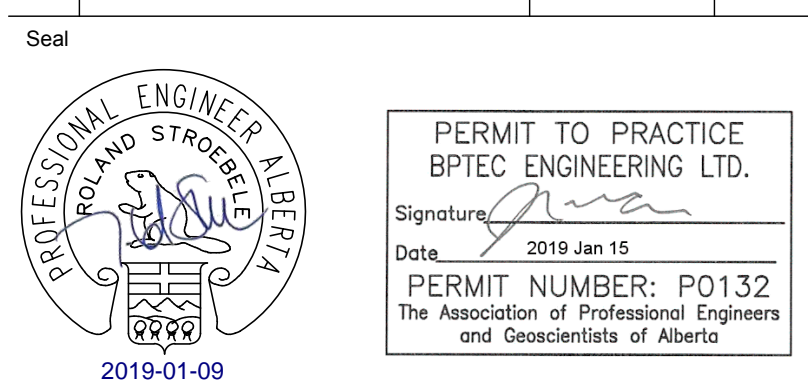 Seal
PROFESSIONAL ENGINEER ALBERTA
ROLAND STROEBELE
2019-01-09
PERMIT TO PRACTICE
BPTEC ENGINEERING LTD.
Signature
Date 2019 Jan 15
PERMIT NUMBER: P0132
The Association of Professional Engineers
and Geoscientists of Alberta